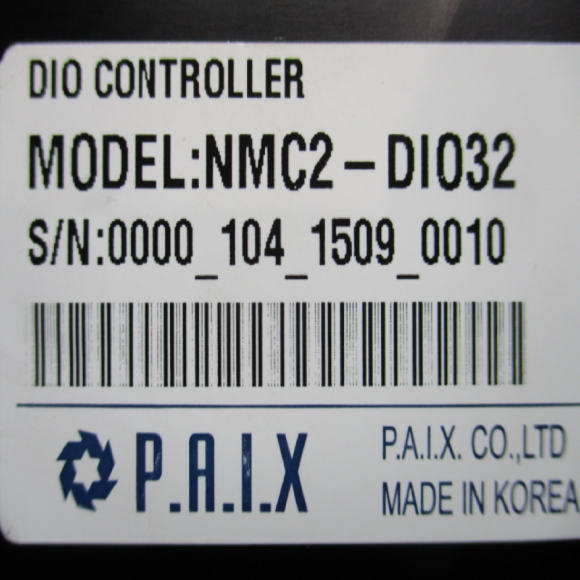 DIO CONTROLLER
MODEL:NMC2-DIO32
S/N:0000_104_1509_0010
P.A.I.X
P.A.I.X. CO.,LTD
MADE IN KOREA